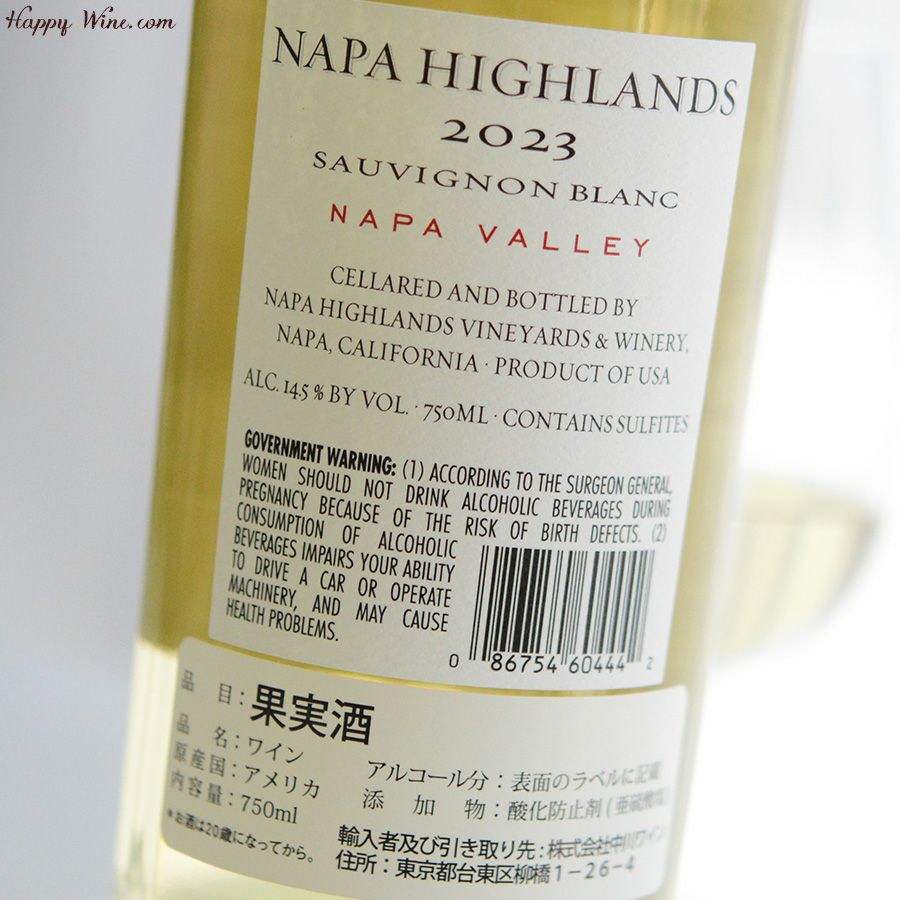 Happy Wine.com
NAPA HIGHLANDS
2023
SAUVIGNON BLANC
NAPA VALLEY
CELLARED AND BOTTLED BY
NAPA HIGHLANDS VINEYARDS & WINERY,
NAPA, CALIFORNIA · PRODUCT OF USA
ALC. 14.5 % BY VOL. · 750ML · CONTAINS SULFITES
GOVERNMENT WARNING: (1) ACCORDING TO THE SURGEON GENERAL,
WOMEN SHOULD NOT DRINK ALCOHOLIC BEVERAGES DURING
PREGNANCY BECAUSE OF THE RISK OF BIRTH DEFECTS. (2)
CONSUMPTION OF ALCOHOLIC
BEVERAGES IMPAIRS YOUR ABILITY
TO DRIVE A CAR OR OPERATE
MACHINERY, AND MAY CAUSE
HEALTH PROBLEMS.
0 86754 60444 2
品目：果実酒
品名：ワイン
原産国：アメリカ
内容量：750ml
アルコール分：表面のラベルに記載
添加物：酸化防止剤(亜硫酸
*お酒は20歳になってから。
輸入者及び引き取り先：株式会社中川ワイン
住所：東京都台東区柳橋1-26-4